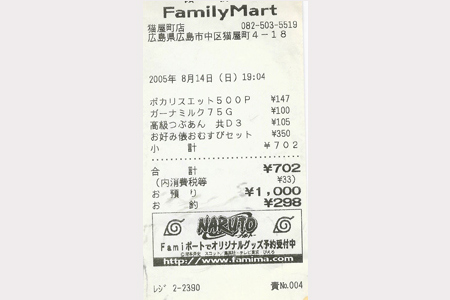 FamilyMart
猫屋町店 082-503-5519
広島県広島市中区猫屋町4-18
2005年 8月14日(日)19:04
ポカリスエット500P ¥147
ガーナミルク75G ¥100
高級つぶあん 共D3 ¥105
お好み俵おむすびセット ¥350
小 計 ¥702
合 計 ¥702
(内消費税等 ¥33)
お 預 り ¥1,000
お 釣 ¥298
NARUTO
Famiポートでオリジナルグッズ予約受付中
http://www.famima.com
レジ 2-2390 責No.004